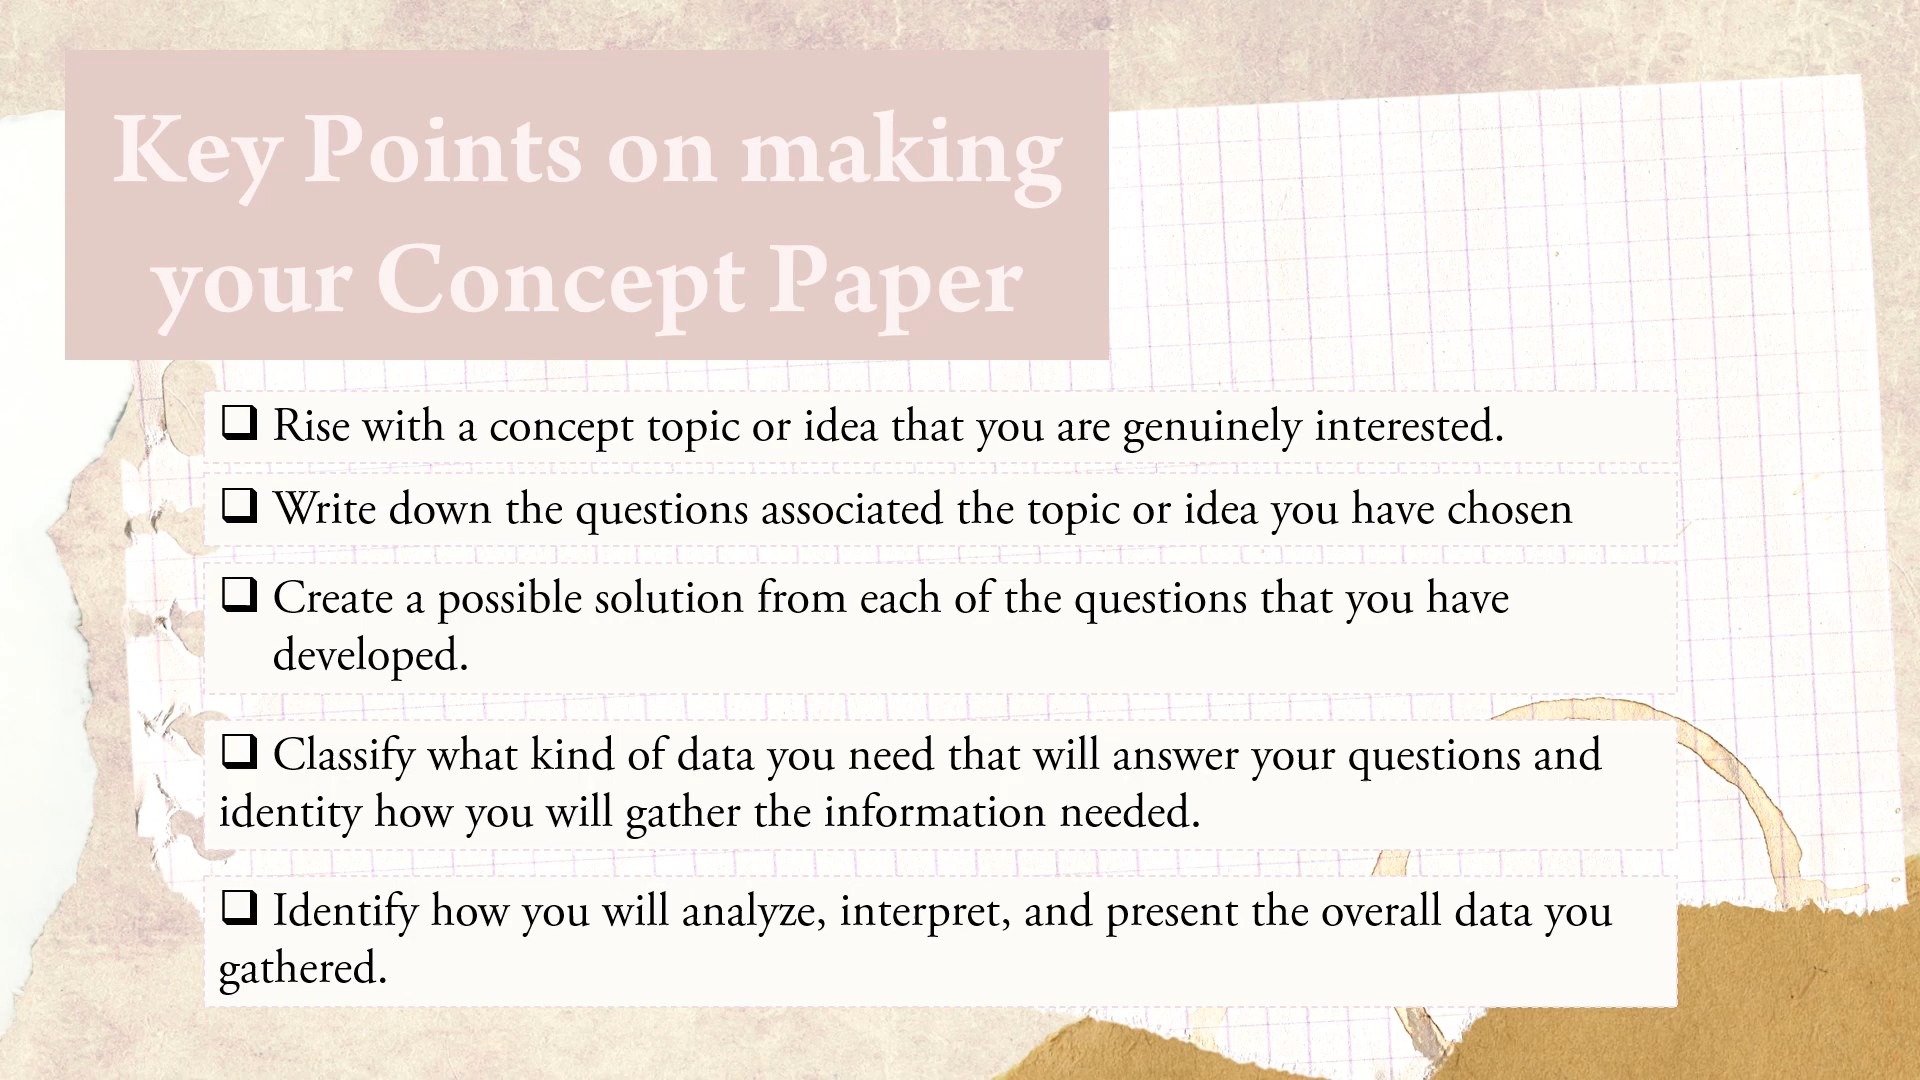 Key Points on making
your Concept Paper
❑ Rise with a concept topic or idea that you are genuinely interested.
❑ Write down the questions associated the topic or idea you have chosen
❑ Create a possible solution from each of the questions that you have
developed.
❑ Classify what kind of data you need that will answer your questions and
identity how you will gather the information needed.
❑ Identify how you will analyze, interpret, and present the overall data you
gathered.